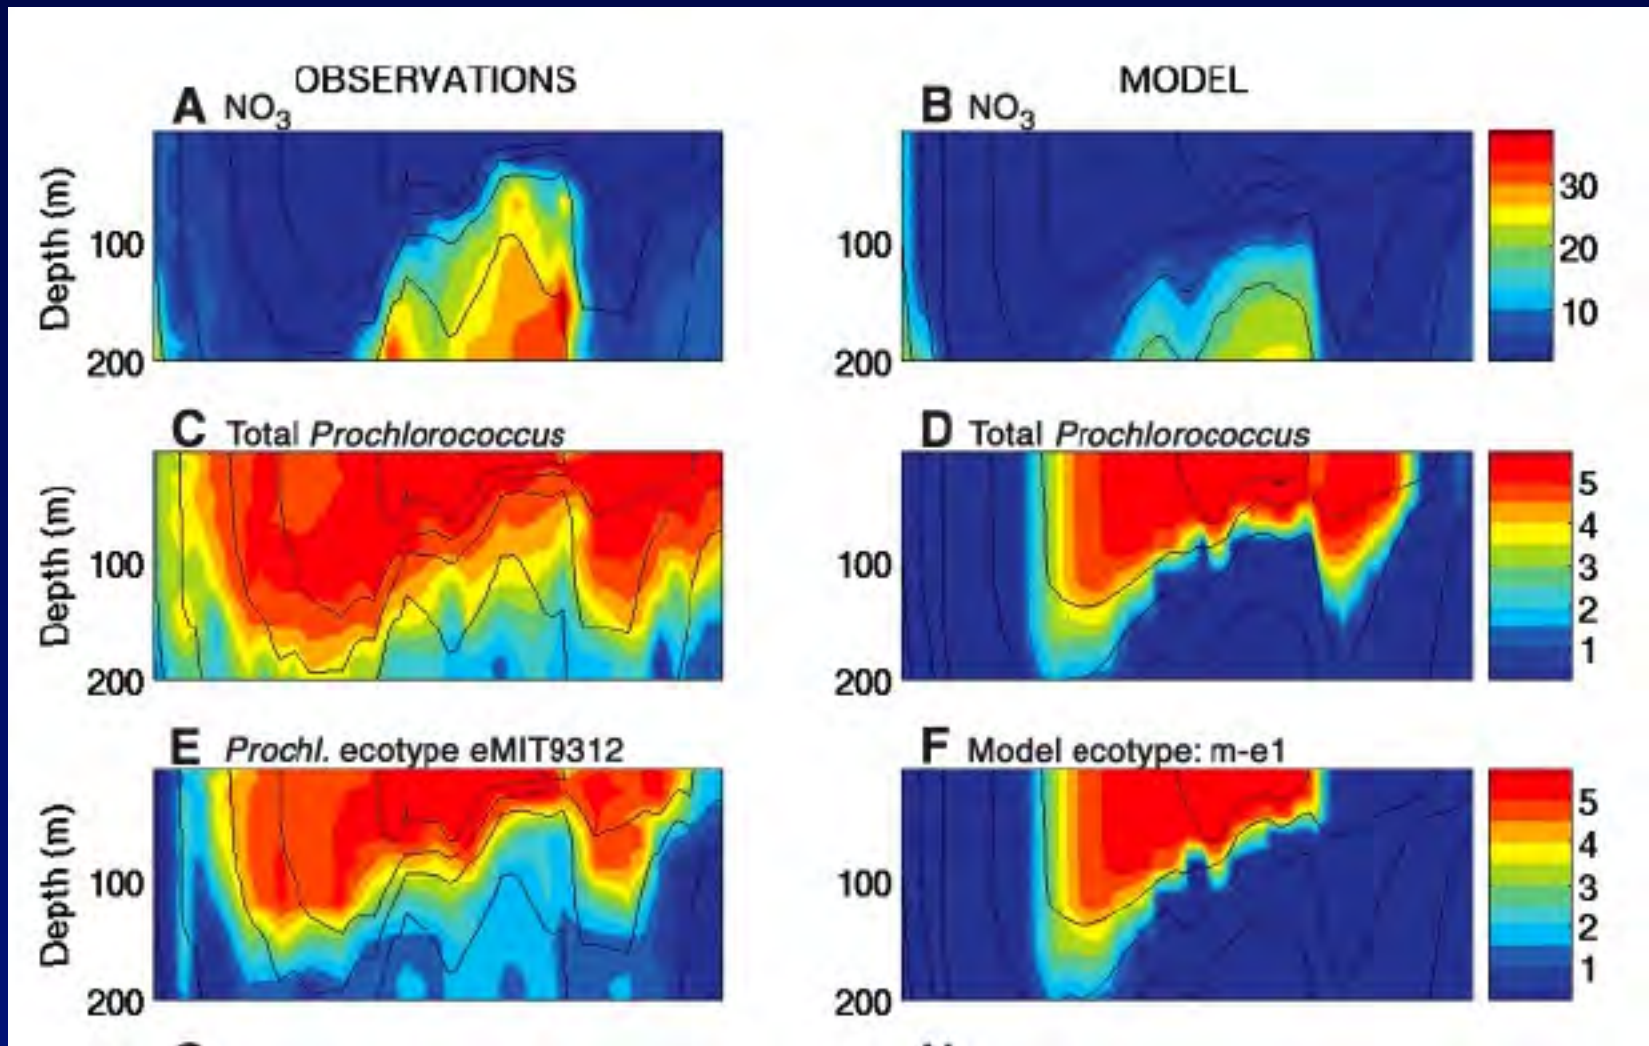 OBSERVATIONS
MODEL
A NO3
B NO3
Depth (m)
100
200
100
200
30
20
10
C Total Prochlorococcus
D Total Prochlorococcus
Depth (m)
100
200
100
200
5
4
3
2
1
E Prochl. ecotype eMIT9312
F Model ecotype: m-e1
Depth (m)
100
200
100
200
5
4
3
2
1